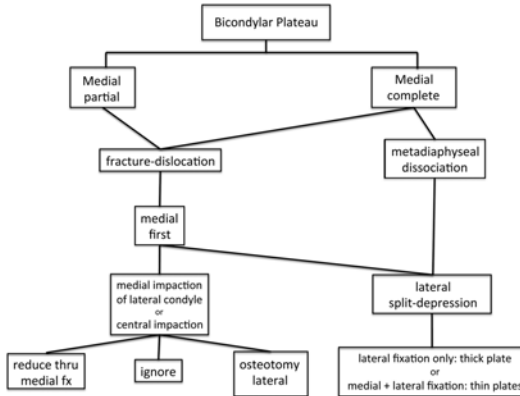 Bicondylar Plateau
Medial
partial
Medial
complete
fracture-dislocation
metadiaphyseal
dissociation
medial
first
medial impaction
of lateral condyle
or
central impaction
lateral
split-depression
reduce thru
medial fx
ignore
osteotomy
lateral
lateral fixation only: thick plate
or
medial + lateral fixation: thin plates